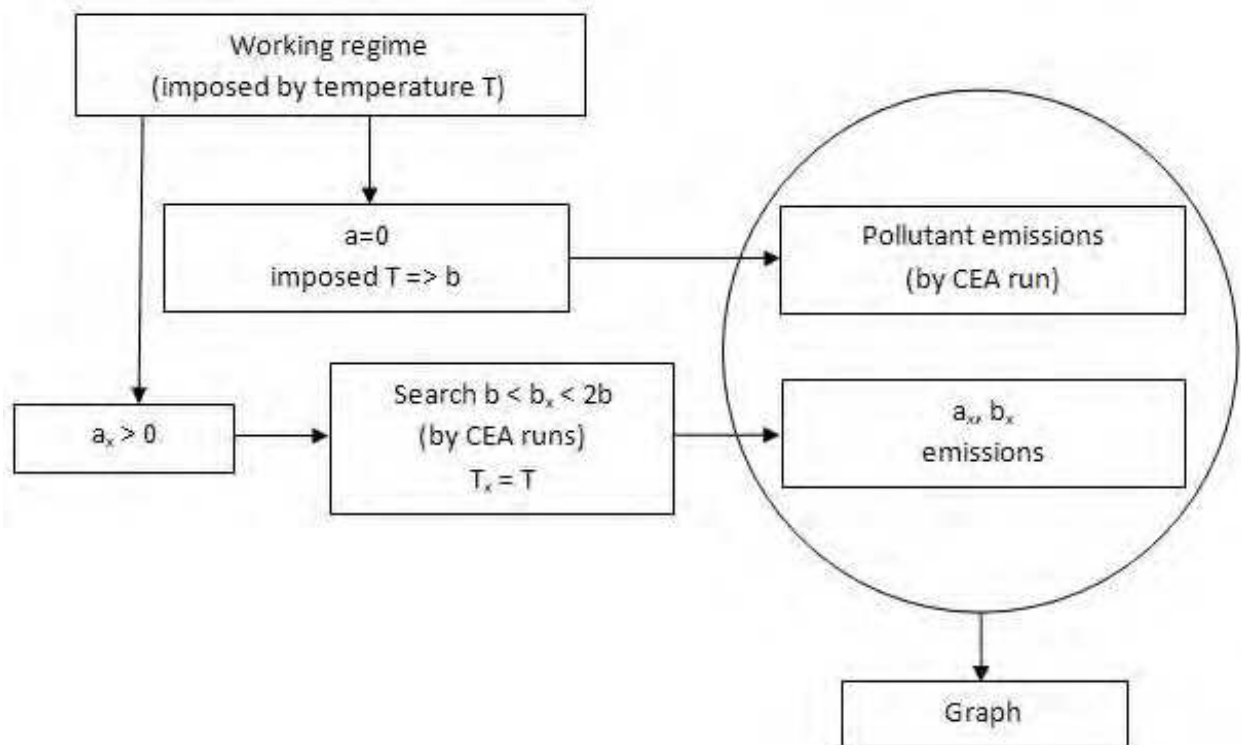 Working regime
(imposed by temperature T)
a=0
imposed T => b
Pollutant emissions
(by CEA run)
aₓ > 0
Search b < bₓ < 2b
(by CEA runs)
Tₓ = T
aₓ, bₓ
emissions
Graph